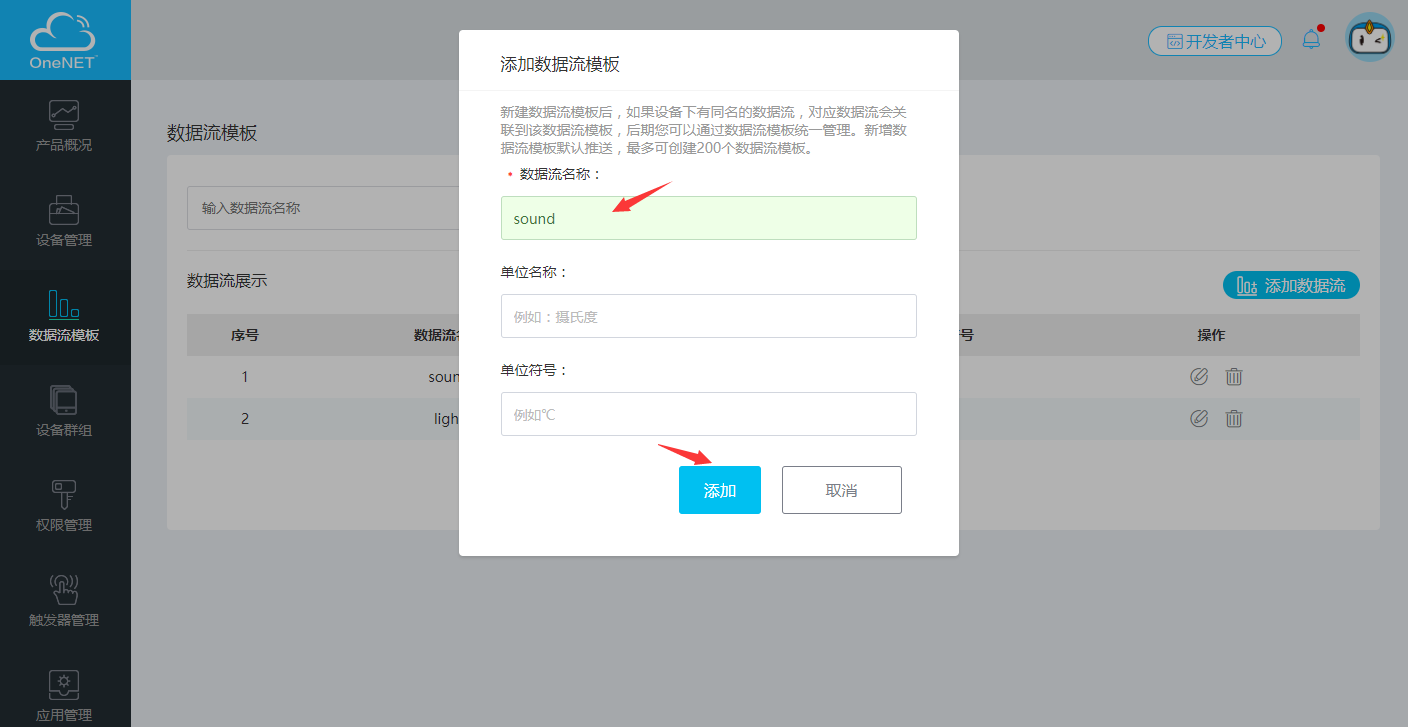 OneNET
开发者中心
产品概况
设备管理
数据流模板
设备群组
权限管理
触发器管理
应用管理
数据流模板
输入数据流名称
数据流展示
添加数据流
序号
数据流
号
操作
1
soun
2
ligh
添加数据流模板
新建数据流模板后，如果设备下有同名的数据流，对应数据流会关
联到该数据流模板，后期您可以通过数据流模板统一管理。新增数
据流模板默认推送，最多可创建200个数据流模板。
• 数据流名称：
sound
单位名称：
例如：摄氏度
单位符号：
例如℃
添加
取消